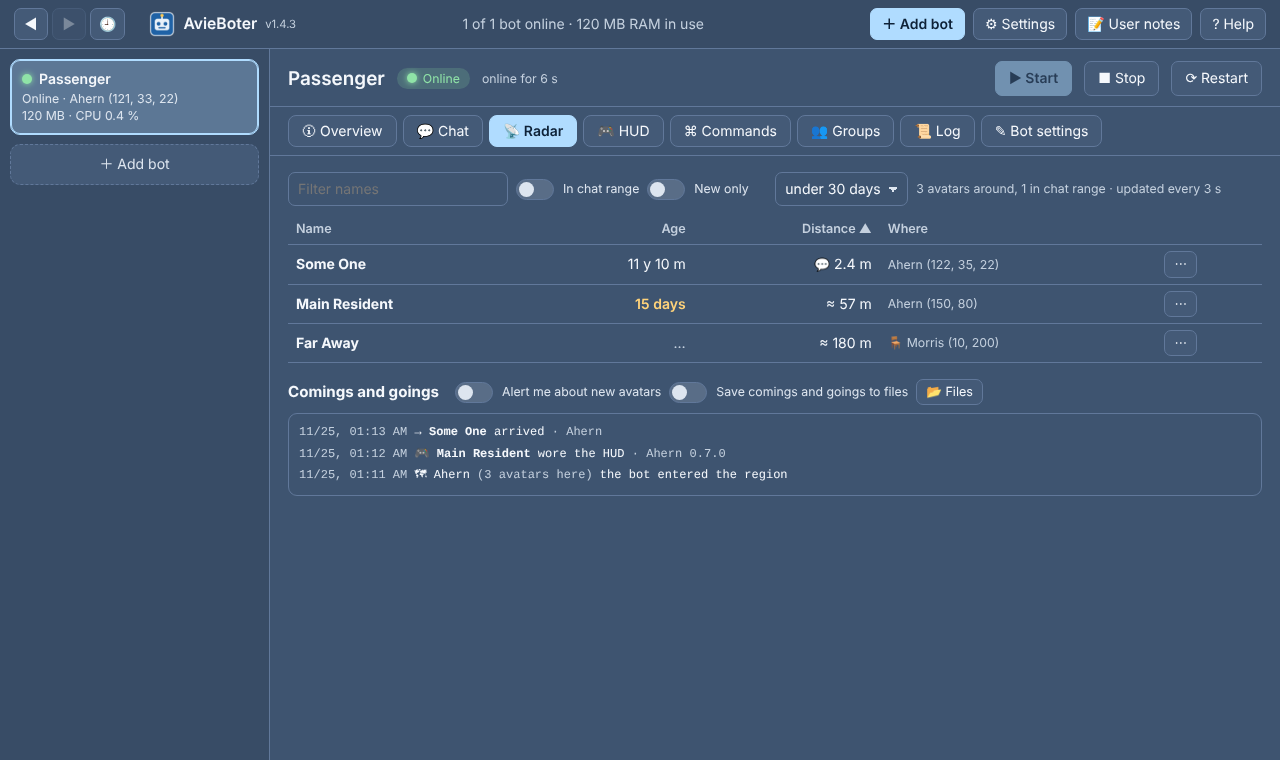 ◀ ▶ 🕘 AvieBoter v1.4.3 1 of 1 bot online · 120 MB RAM in use + Add bot ⚙ Settings 📝 User notes ? Help
Passenger
Online · Ahern (121, 33, 22)
120 MB · CPU 0.4 %
+ Add bot
Passenger Online online for 6 s ▶ Start ■ Stop ⟳ Restart
🛈 Overview 💬 Chat 📡 Radar 🎮 HUD ⌘ Commands 👥 Groups 📜 Log ✎ Bot settings
Filter names In chat range New only under 30 days 3 avatars around, 1 in chat range · updated every 3 s
Name Age Distance ▲ Where
Some One 11 y 10 m 💬 2.4 m Ahern (122, 35, 22) ···
Main Resident 15 days ≈ 57 m Ahern (150, 80) ···
Far Away … ≈ 180 m 🪑 Morris (10, 200) ···
Comings and goings Alert me about new avatars Save comings and goings to files 📂 Files
11/25, 01:13 AM → Some One arrived · Ahern
11/25, 01:12 AM 🎮 Main Resident wore the HUD · Ahern 0.7.0
11/25, 01:11 AM 🗺 Ahern (3 avatars here) the bot entered the region